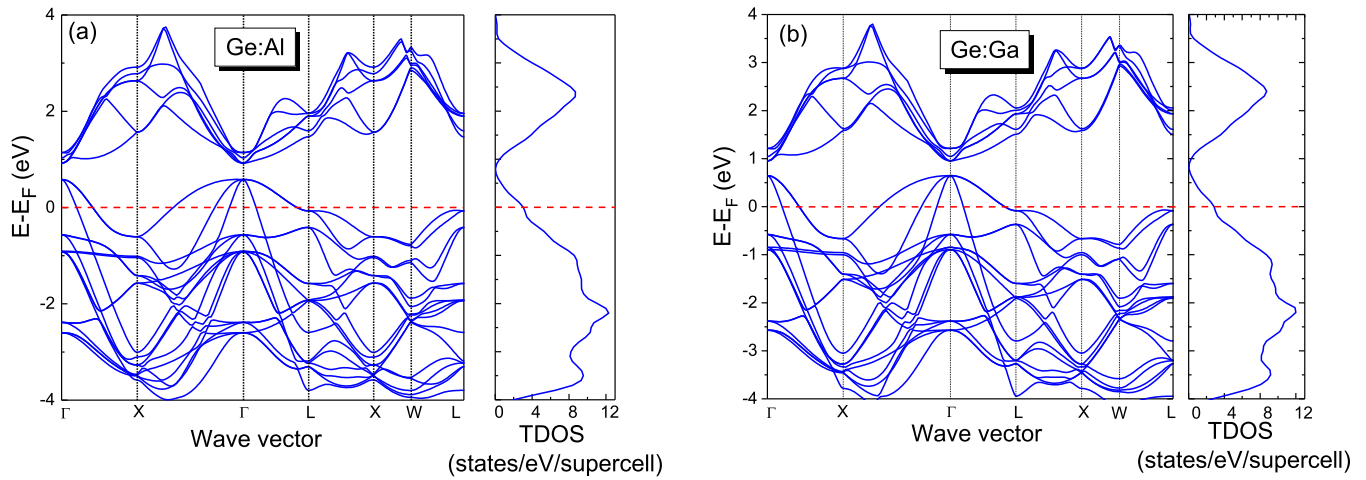 (a)
Ge:Al
E-E_F (eV)
4
2
0
-2
-4
Γ X Γ L X W L
Wave vector
4 8 12
TDOS
(states/eV/supercell)
(b)
Ge:Ga
E-E_F (eV)
4
3
2
1
0
-1
-2
-3
-4
Γ X Γ L X W L
Wave vector
0 4 8 12
TDOS
(states/eV/supercell)